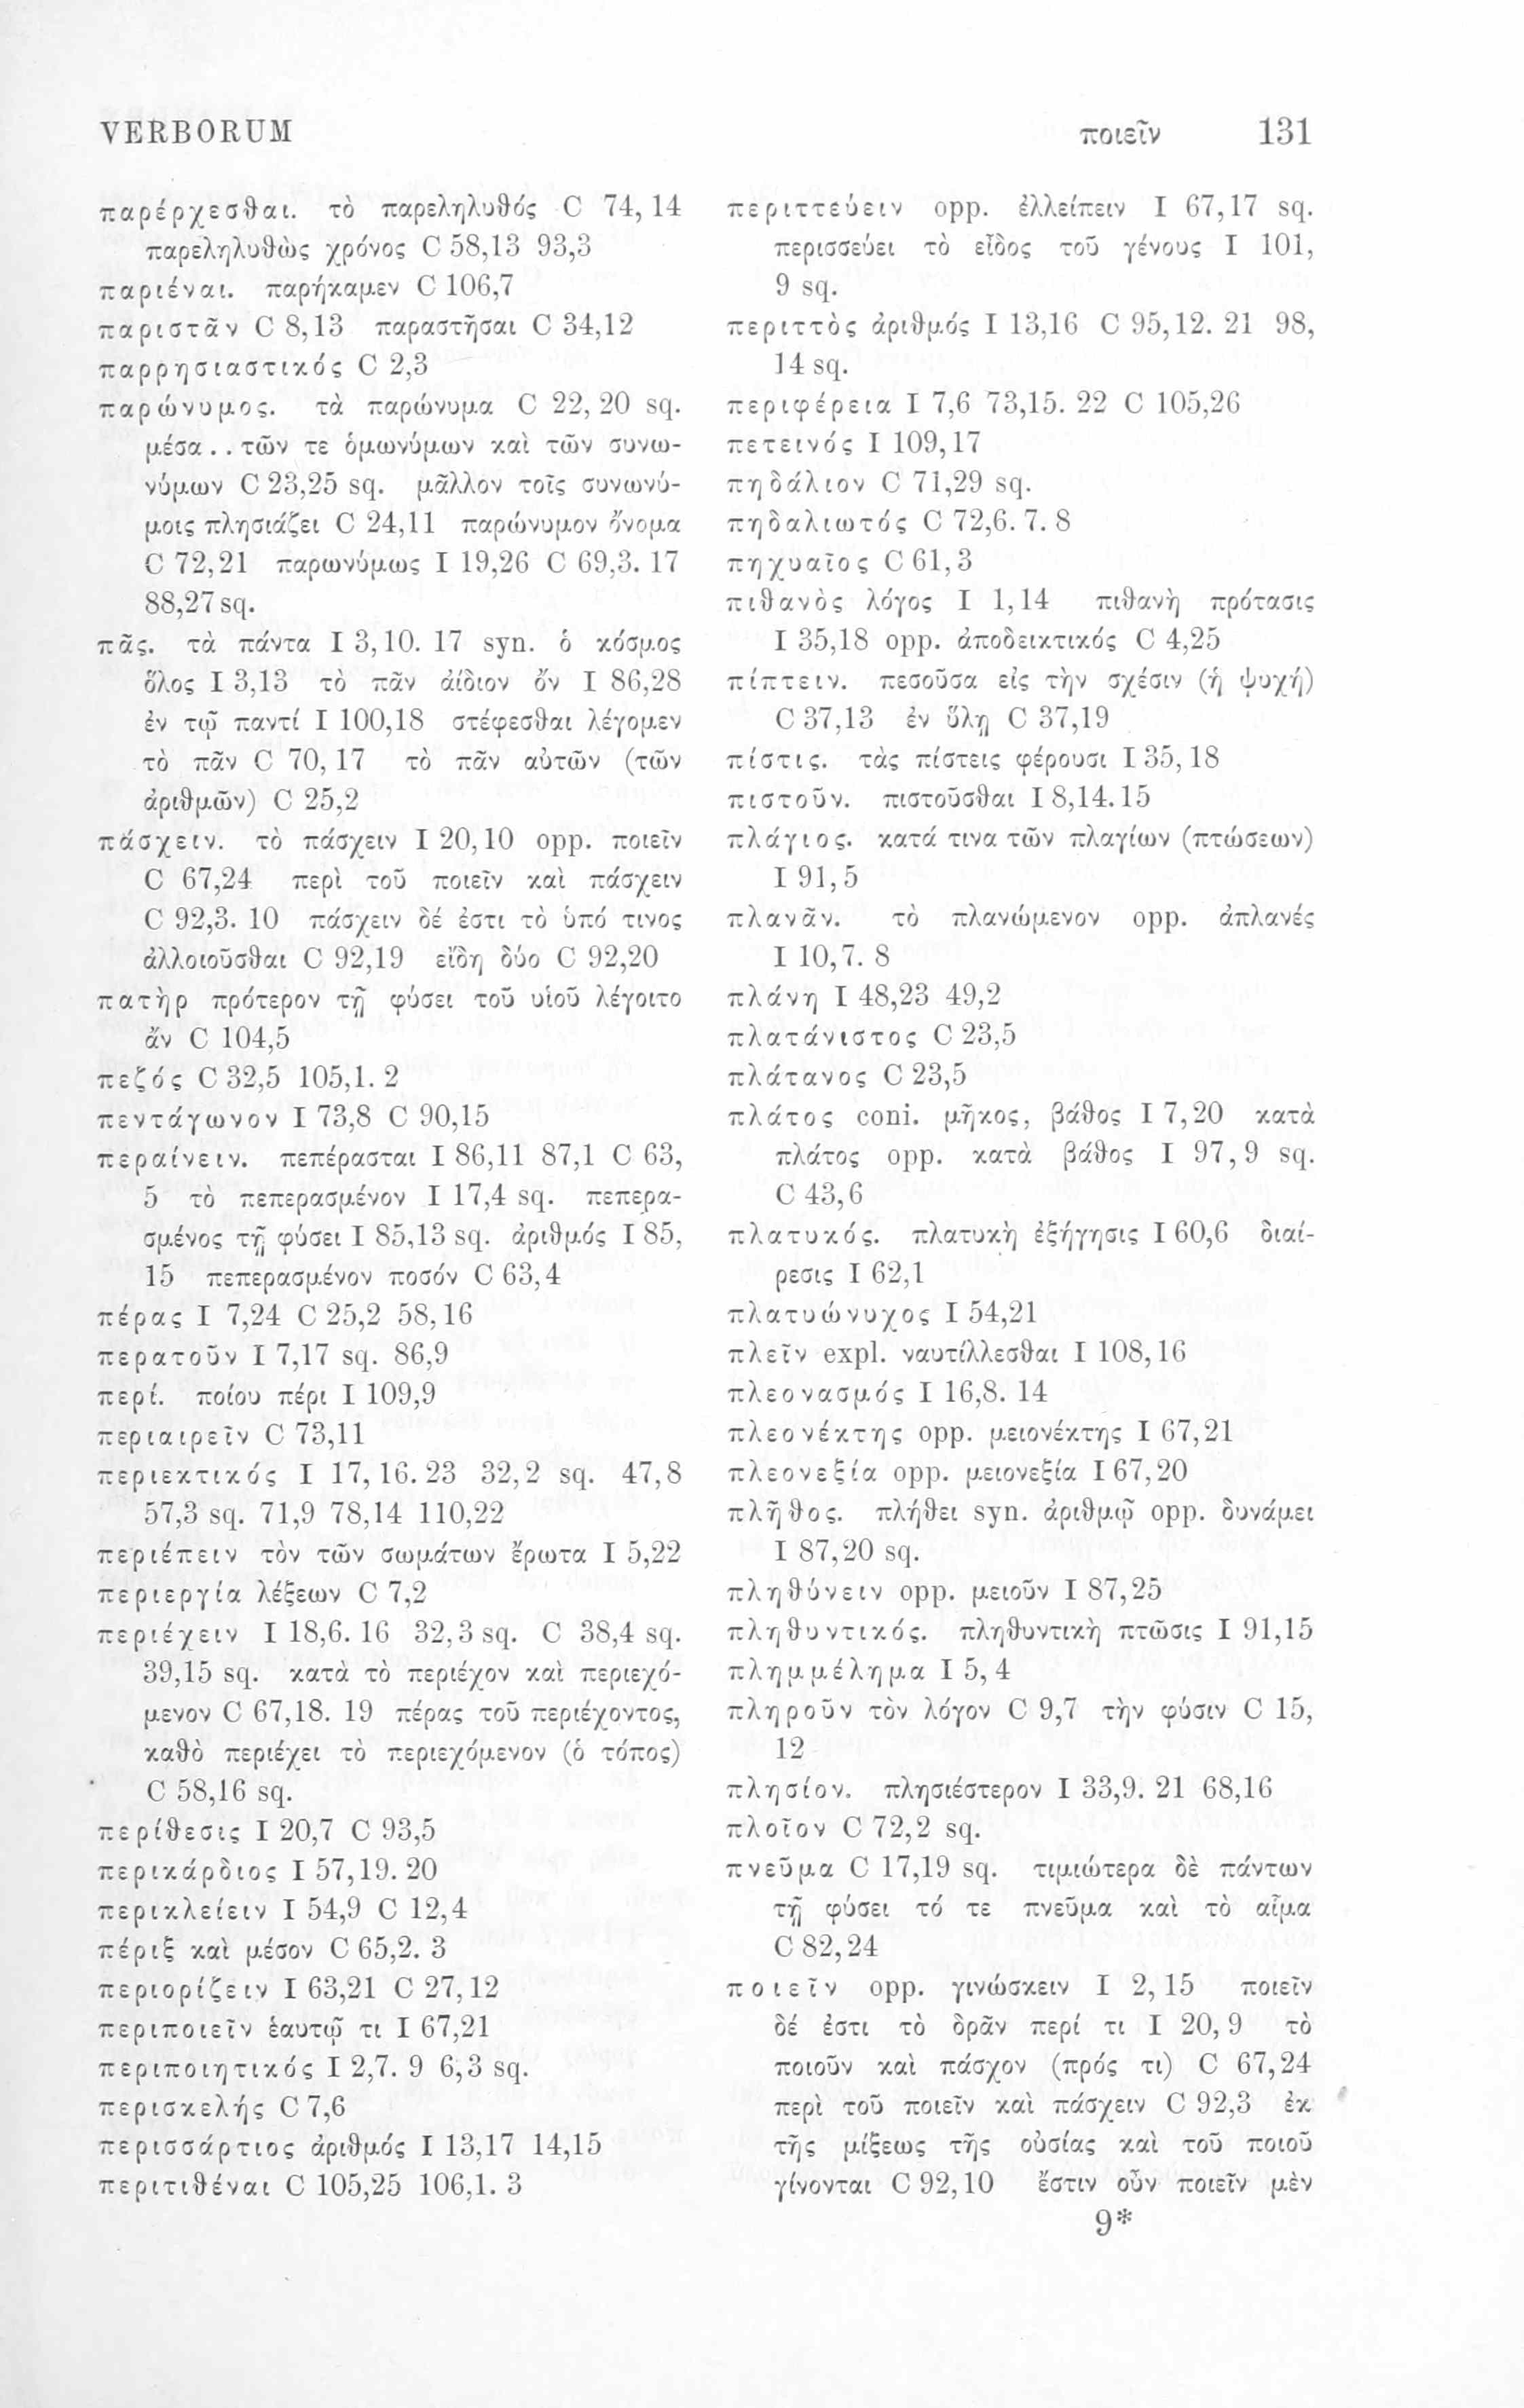 VERBORUM ποιεῖν 131
παρέρχεσθαι. τὸ παρεληλυθός C 74,14
παρεληλυθὼς χρόνος C 58,13 93,3
παριέναι. παρήκαμεν C 106,7
παριστᾶν C 8,13 παραστῆσαι C 34,12
παρρησιαστικός C 2,3
παρώνυμος. τὰ παρώνυμα C 22,20 sq.
μέσα .. τῶν τε ὁμωνύμων καὶ τῶν συνω-
νύμων C 23,25 sq. μᾶλλον τοῖς συνωνύ-
μοις πλησιάζει C 24,11 παρώνυμον ὄνομα
C 72,21 παρωνύμως I 19,26 C 69,3. 17
88,27 sq.
πᾶς. τὰ πάντα I 3,10. 17 syn. ὁ κόσμος
ὅλος I 3,13 τὸ πᾶν ἀίδιον ὄν I 86,28
ἐν τῷ παντί I 100,18 στέφεσθαι λέγομεν
τὸ πᾶν C 70,17 τὸ πᾶν αὐτῶν (τῶν
ἀριθμῶν) C 25,2
πάσχειν. τὸ πάσχειν I 20,10 opp. ποιεῖν
C 67,24 περὶ τοῦ ποιεῖν καὶ πάσχειν
C 92,3. 10 πάσχειν δέ ἐστι τὸ ὑπό τινος
ἀλλοιοῦσθαι C 92,19 εἴδη δύο C 92,20
πατὴρ πρότερον τῇ φύσει τοῦ υἱοῦ λέγοιτο
ἄν C 104,5
πεζός C 32,5 105,1. 2
πεντάγωνον I 73,8 C 90,15
περαίνειν. πεπέρασται I 86,11 87,1 C 63,
5 τὸ πεπερασμένον I 17,4 sq. πεπερα-
σμένος τῇ φύσει I 85,13 sq. ἀριθμός I 85,
15 πεπερασμένον ποσόν C 63,4
πέρας I 7,24 C 25,2 58,16
περατοῦν I 7,17 sq. 86,9
περί. ποίου πέρι I 109,9
περιαιρεῖν C 73,11
περιεκτικός I 17,16. 23 32,2 sq. 47,8
57,3 sq. 71,9 78,14 110,22
περιέπειν τὸν τῶν σωμάτων ἔρωτα I 5,22
περιεργία λέξεων C 7,2
περιέχειν I 18,6. 16 32,3 sq. C 38,4 sq.
39,15 sq. κατὰ τὸ περιέχον καὶ περιεχό-
μενον C 67,18. 19 πέρας τοῦ περιέχοντος,
καθὸ περιέχει τὸ περιεχόμενον (ὁ τόπος)
C 58,16 sq.
περίθεσις I 20,7 C 93,5
περικάρδιος I 57,19. 20
περικλείειν I 54,9 C 12,4
πέριξ καὶ μέσον C 65,2. 3
περιορίζειν I 63,21 C 27,12
περιποιεῖν ἑαυτῷ τι I 67,21
περιποιητικός I 2,7. 9 6,3 sq.
περισκελής C 7,6
περισσάρτιος ἀριθμός I 13,17 14,15
περιτιθέναι C 105,25 106,1. 3
περιττεύειν opp. ἐλλείπειν I 67,17 sq.
περισσεύει τὸ εἶδος τοῦ γένους I 101,
9 sq.
περιττὸς ἀριθμός I 13,16 C 95,12. 21 98,
14 sq.
περιφέρεια I 7,6 73,15. 22 C 105,26
πετεινός I 109,17
πηδάλιον C 71,29 sq.
πηδαλιωτός C 72,6. 7. 8
πηχυαῖος C 61,3
πιθανὸς λόγος I 1,14 πιθανὴ πρότασις
I 35,18 opp. ἀποδεικτικός C 4,25
πίπτειν. πεσοῦσα εἰς τὴν σχέσιν (ἡ ψυχή)
C 37,13 ἐν ὕλῃ C 37,19
πίστις. τὰς πίστεις φέρουσι I 35,18
πιστοῦν. πιστοῦσθαι I 8,14. 15
πλάγιος. κατά τινα τῶν πλαγίων (πτώσεων)
I 91,5
πλανᾶν. τὸ πλανώμενον opp. ἀπλανές
I 10,7. 8
πλάνη I 48,23 49,2
πλατάνιστος C 23,5
πλάτανος C 23,5
πλάτος coni. μῆκος, βάθος I 7,20 κατὰ
πλάτος opp. κατὰ βάθος I 97,9 sq.
C 43,6
πλατυκός. πλατυκὴ ἐξήγησις I 60,6 διαί-
ρεσις I 62,1
πλατυώνυχος I 54,21
πλεῖν expl. ναυτίλλεσθαι I 108,16
πλεονασμός I 16,8. 14
πλεονέκτης opp. μειονέκτης I 67,21
πλεονεξία opp. μειονεξία I 67,20
πλῆθος. πλήθει syn. ἀριθμῷ opp. δυνάμει
I 87,20 sq.
πληθύνειν opp. μειοῦν I 87,25
πληθυντικός. πληθυντικὴ πτῶσις I 91,15
πλημμέλημα I 5,4
πληροῦν τὸν λόγον C 9,7 τὴν φύσιν C 15,
12
πλησίον. πλησιέστερον I 33,9. 21 68,16
πλοῖον C 72,2 sq.
πνεῦμα C 17,19 sq. τιμιώτερα δὲ πάντων
τῇ φύσει τό τε πνεῦμα καὶ τὸ αἷμα
C 82,24
ποιεῖν opp. γινώσκειν I 2,15 ποιεῖν
δέ ἐστι τὸ δρᾶν περί τι I 20,9 τὸ
ποιοῦν καὶ πάσχον (πρός τι) C 67,24
περὶ τοῦ ποιεῖν καὶ πάσχειν C 92,3 ἐκ
τῆς μίξεως τῆς οὐσίας καὶ τοῦ ποιοῦ
γίνονται C 92,10 ἔστιν οὖν ποιεῖν μὲν
9*